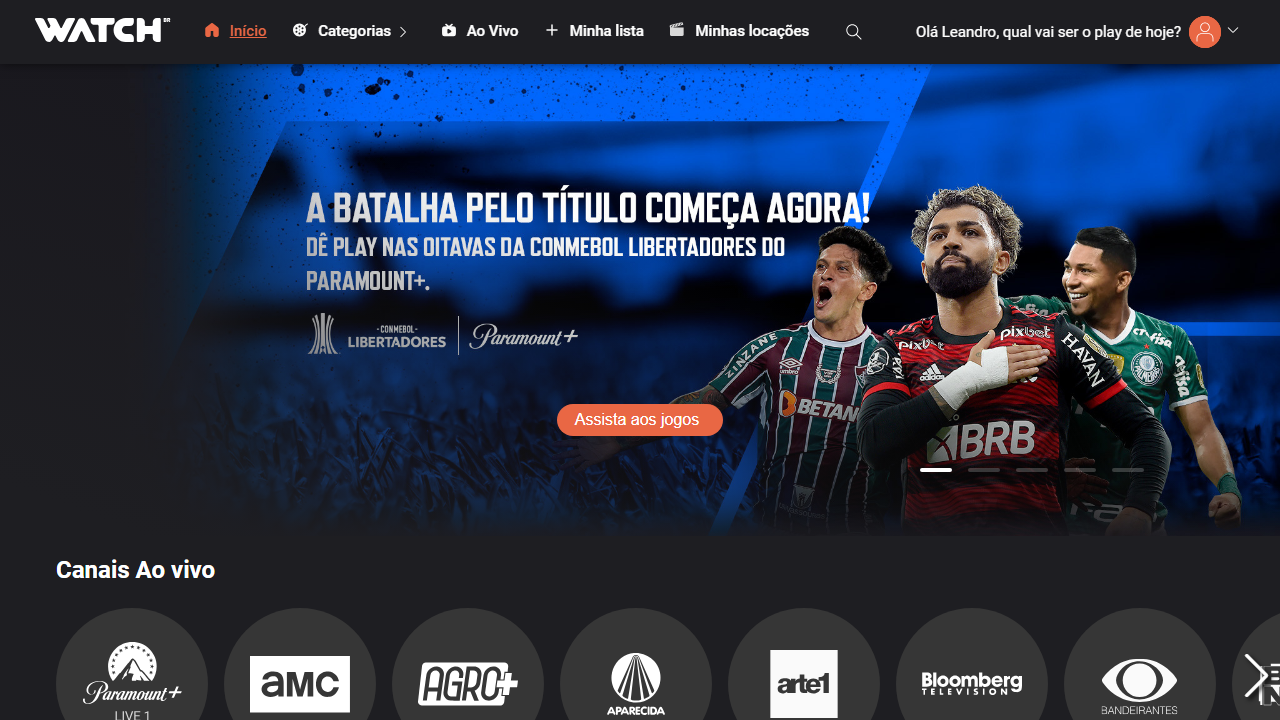 WATCH BR
Início
Categorias
Ao Vivo
Minha lista
Minhas locações
Olá Leandro, qual vai ser o play de hoje?
A BATALHA PELO TÍTULO COMEÇA AGORA!
DÊ PLAY NAS OITAVAS DA CONMEBOL LIBERTADORES DO
PARAMOUNT+.
-CONMEBOL-
LIBERTADORES
Paramount+
ZINZANE
umbro
BETANO
pixbet
pixbet
HAVAN
adidas
BRB
crefisa
Assista aos jogos
Canais Ao vivo
Paramount+
LIVE 1
AMC
AGRO+
APARECIDA
arte1
Bloomberg
TELEVISION
BANDEIRANTES